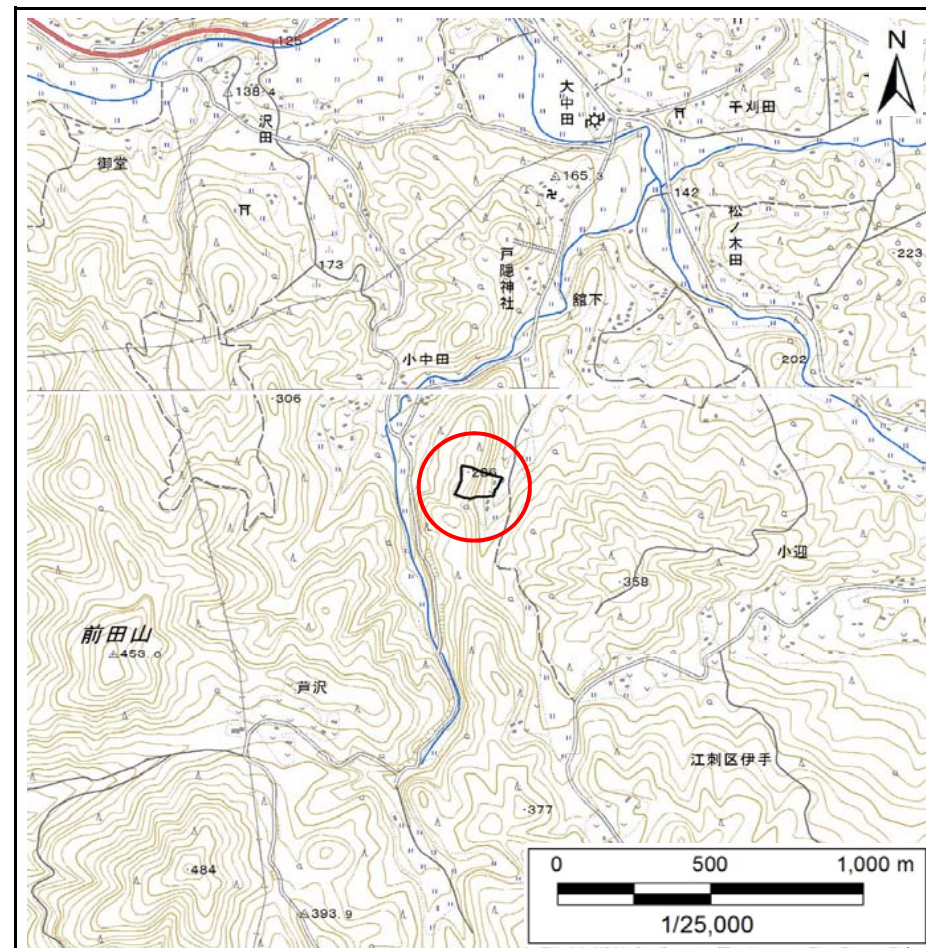 125
150
N
138.4
大中田
千刈田
沢田
御堂
165.3
142
松ノ木田
戸隠神社
223
173
舘下
小中田
202
306
小迎
358
前田山
453.0
芦沢
江刺区伊手
377
484
393.9
0 500 1,000 m
1/25,000